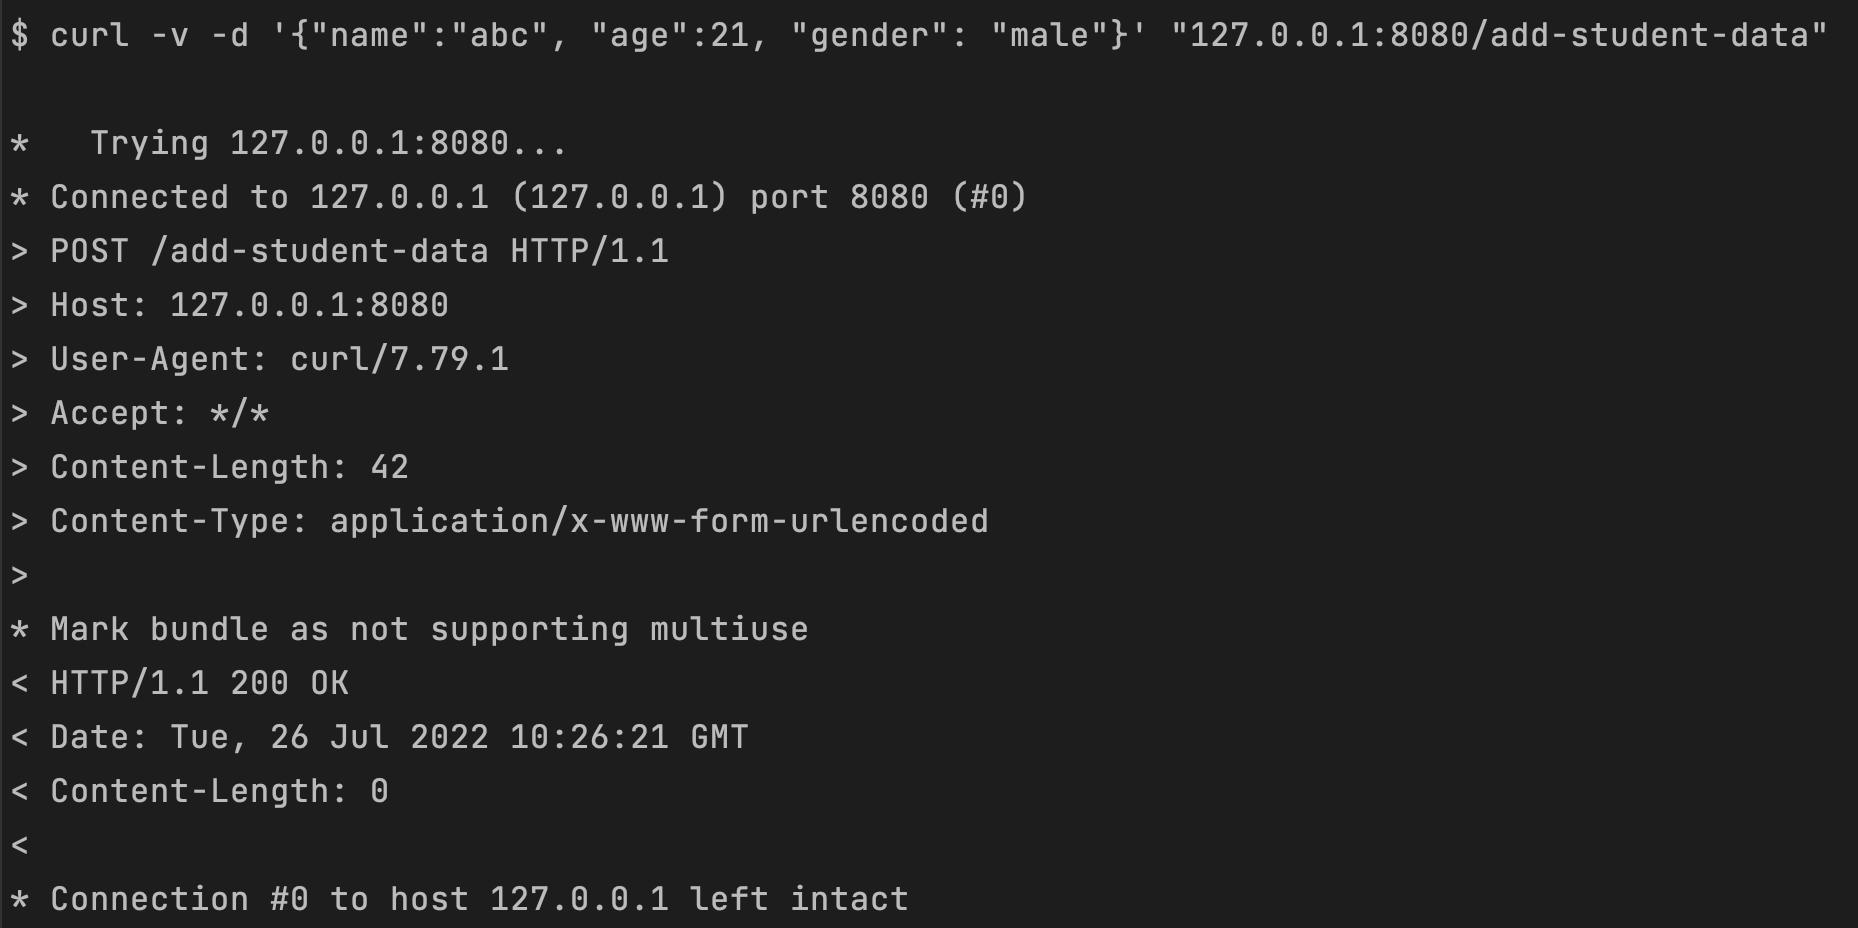 $ curl -v -d '{"name":"abc", "age":21, "gender": "male"}' "127.0.0.1:8080/add-student-data"
*   Trying 127.0.0.1:8080...
* Connected to 127.0.0.1 (127.0.0.1) port 8080 (#0)
> POST /add-student-data HTTP/1.1
> Host: 127.0.0.1:8080
> User-Agent: curl/7.79.1
> Accept: */*
> Content-Length: 42
> Content-Type: application/x-www-form-urlencoded
>
* Mark bundle as not supporting multiuse
< HTTP/1.1 200 OK
< Date: Tue, 26 Jul 2022 10:26:21 GMT
< Content-Length: 0
<
* Connection #0 to host 127.0.0.1 left intact